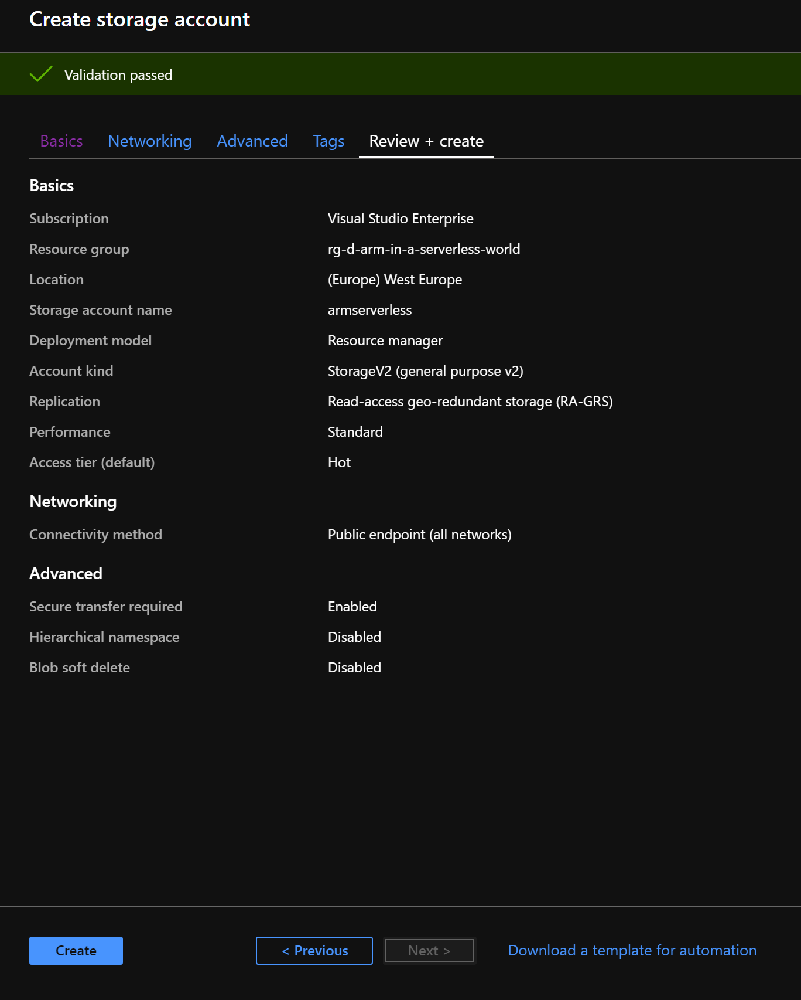 Create storage account
Validation passed
Basics Networking Advanced Tags Review + create
Basics
Subscription Visual Studio Enterprise
Resource group rg-d-arm-in-a-serverless-world
Location (Europe) West Europe
Storage account name armserverless
Deployment model Resource manager
Account kind StorageV2 (general purpose v2)
Replication Read-access geo-redundant storage (RA-GRS)
Performance Standard
Access tier (default) Hot
Networking
Connectivity method Public endpoint (all networks)
Advanced
Secure transfer required Enabled
Hierarchical namespace Disabled
Blob soft delete Disabled
Create < Previous Next > Download a template for automation